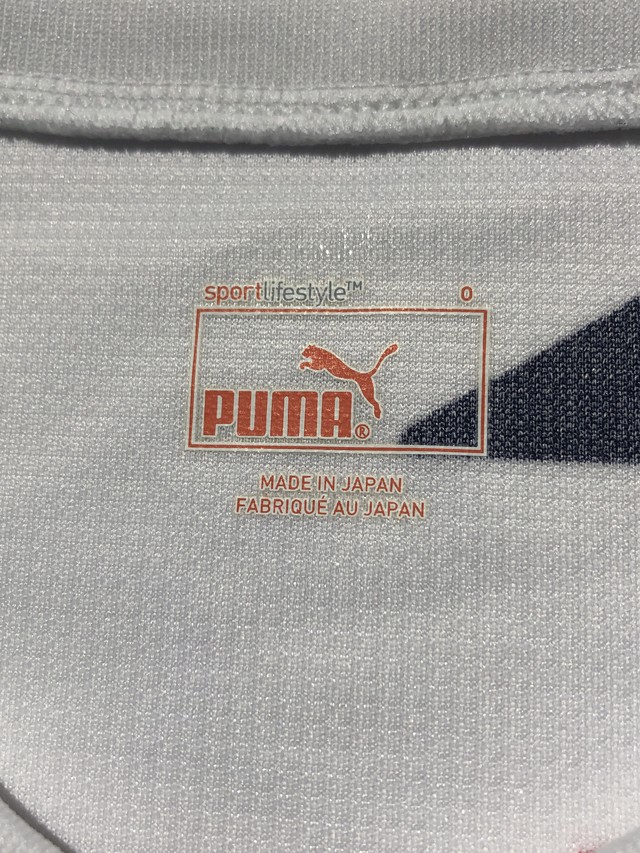 sportlifestyle™ O
PUMA®
MADE IN JAPAN
FABRIQUÉ AU JAPAN